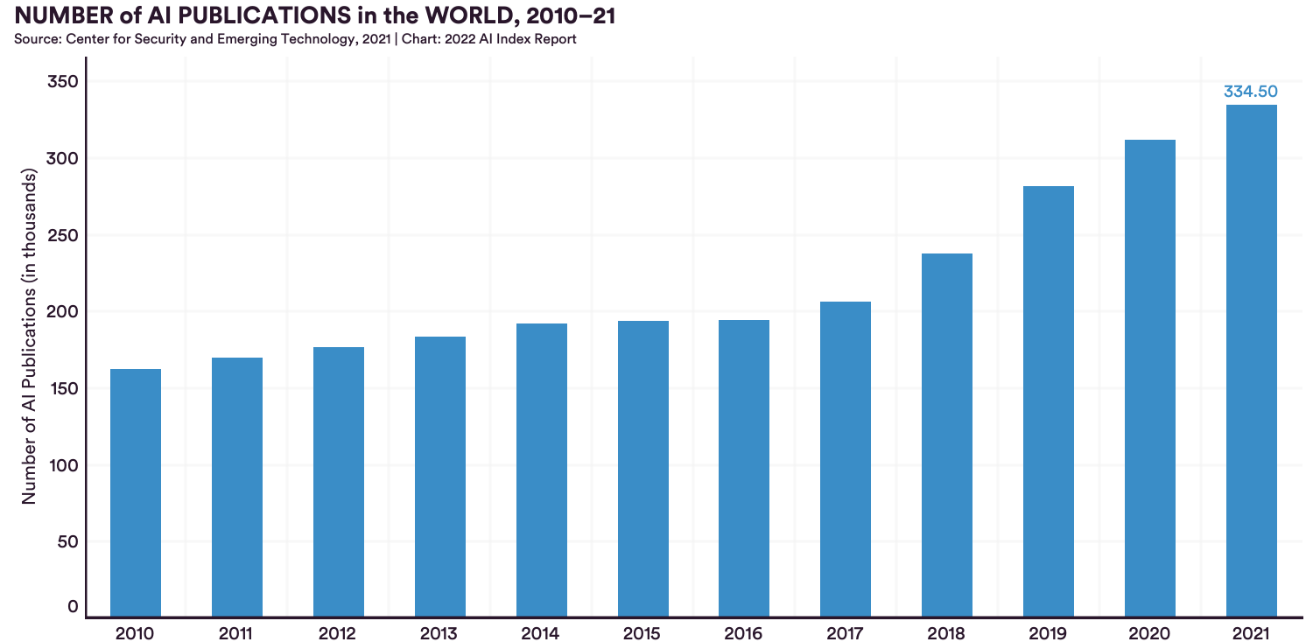 NUMBER of AI PUBLICATIONS in the WORLD, 2010–21
Source: Center for Security and Emerging Technology, 2021 | Chart: 2022 AI Index Report
Number of AI Publications (in thousands)
350
300
250
200
150
100
50
0
334.50
2010 2011 2012 2013 2014 2015 2016 2017 2018 2019 2020 2021